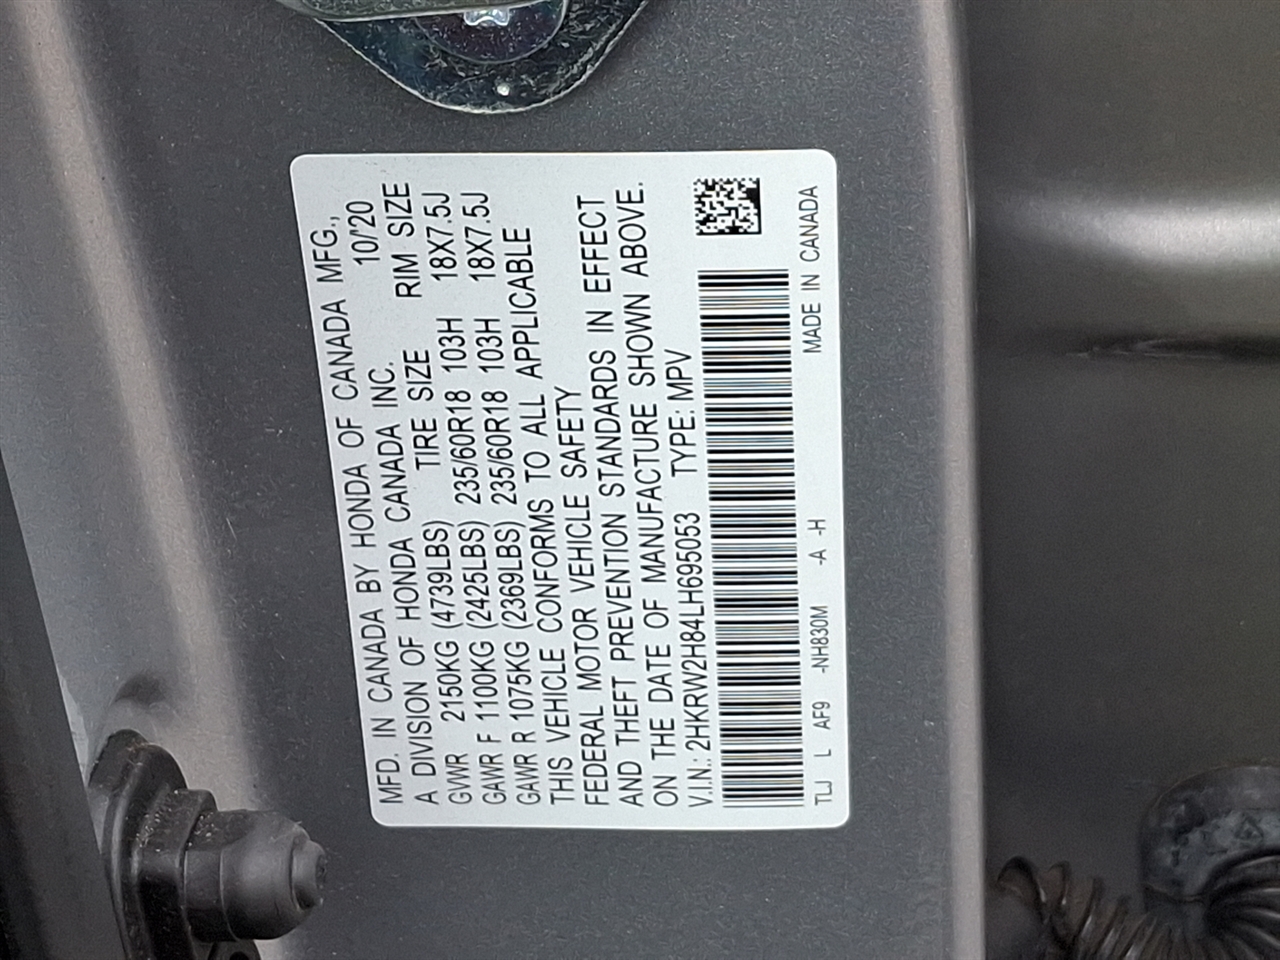 MFD. IN CANADA BY HONDA OF CANADA MFG.,
A DIVISION OF HONDA CANADA INC. 10/20
GVWR 2150KG (4739LBS) TIRE SIZE RIM SIZE
GAWR F 1100KG (2425LBS) 235/60R18 103H 18X7.5J
GAWR R 1075KG (2369LBS) 235/60R18 103H 18X7.5J
THIS VEHICLE CONFORMS TO ALL APPLICABLE
FEDERAL MOTOR VEHICLE SAFETY
AND THEFT PREVENTION STANDARDS IN EFFECT
ON THE DATE OF MANUFACTURE SHOWN ABOVE.
V.I.N.: 2HKRW2H84LH695053 TYPE: MPV
TLJ L AF9 -NH830M -A -H MADE IN CANADA